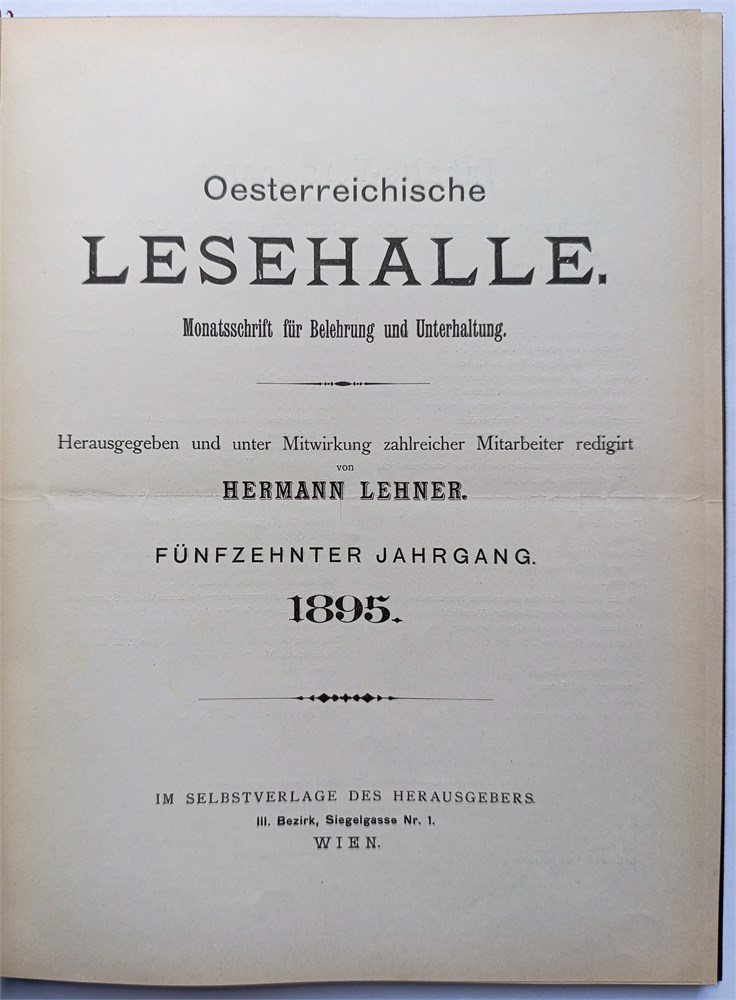 Oesterreichische
LESEHALLE.
Monatsschrift für Belehrung und Unterhaltung.
Herausgegeben und unter Mitwirkung zahlreicher Mitarbeiter redigirt
von
HERMANN LEHNER.
FÜNFZEHNTER JAHRGANG.
1895.
IM SELBSTVERLAGE DES HERAUSGEBERS.
III. Bezirk, Siegelgasse Nr. 1.
WIEN.